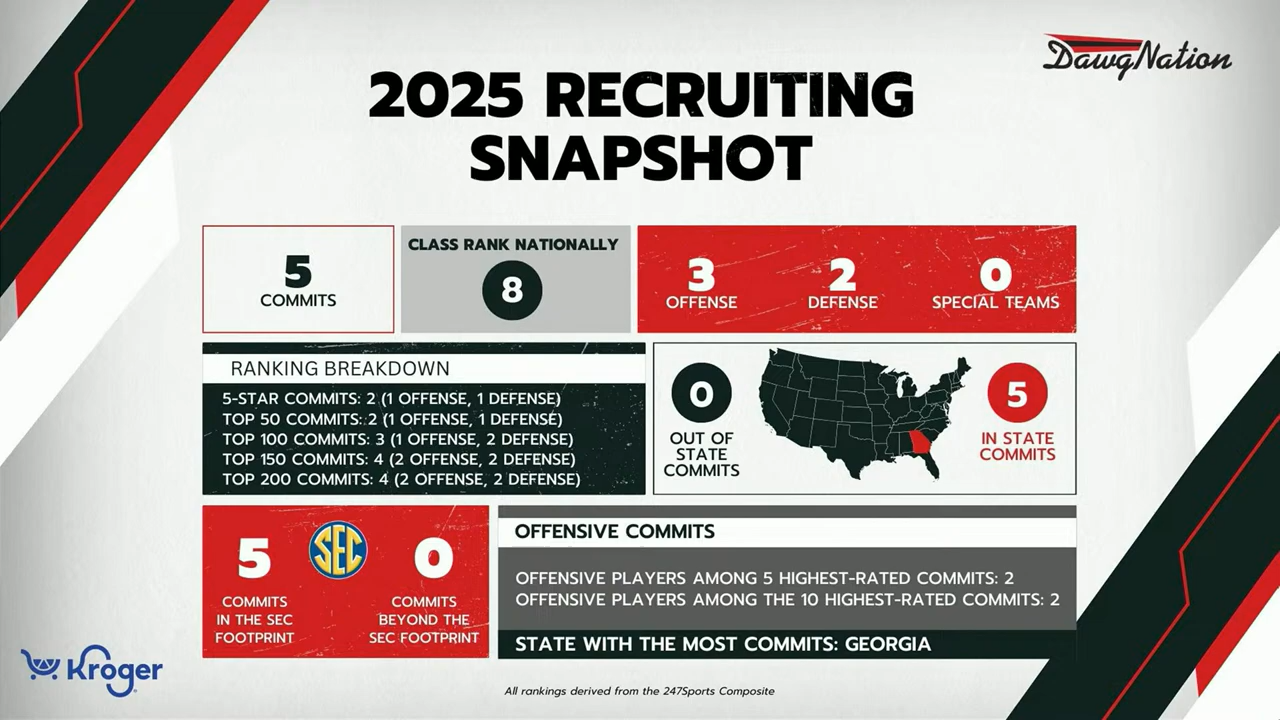 DawgNation
2025 RECRUITING
SNAPSHOT
5
COMMITS
CLASS RANK NATIONALLY
8
3
OFFENSE
2
DEFENSE
0
SPECIAL TEAMS
RANKING BREAKDOWN
5-STAR COMMITS: 2 (1 OFFENSE, 1 DEFENSE)
TOP 50 COMMITS: 2 (1 OFFENSE, 1 DEFENSE)
TOP 100 COMMITS: 3 (1 OFFENSE, 2 DEFENSE)
TOP 150 COMMITS: 4 (2 OFFENSE, 2 DEFENSE)
TOP 200 COMMITS: 4 (2 OFFENSE, 2 DEFENSE)
0
OUT OF
STATE
COMMITS
5
IN STATE
COMMITS
5
COMMITS
IN THE SEC
FOOTPRINT
SEC
0
COMMITS
BEYOND THE
SEC FOOTPRINT
OFFENSIVE COMMITS
OFFENSIVE PLAYERS AMONG 5 HIGHEST-RATED COMMITS: 2
OFFENSIVE PLAYERS AMONG THE 10 HIGHEST-RATED COMMITS: 2
STATE WITH THE MOST COMMITS: GEORGIA
Kroger
All rankings derived from the 247Sports Composite